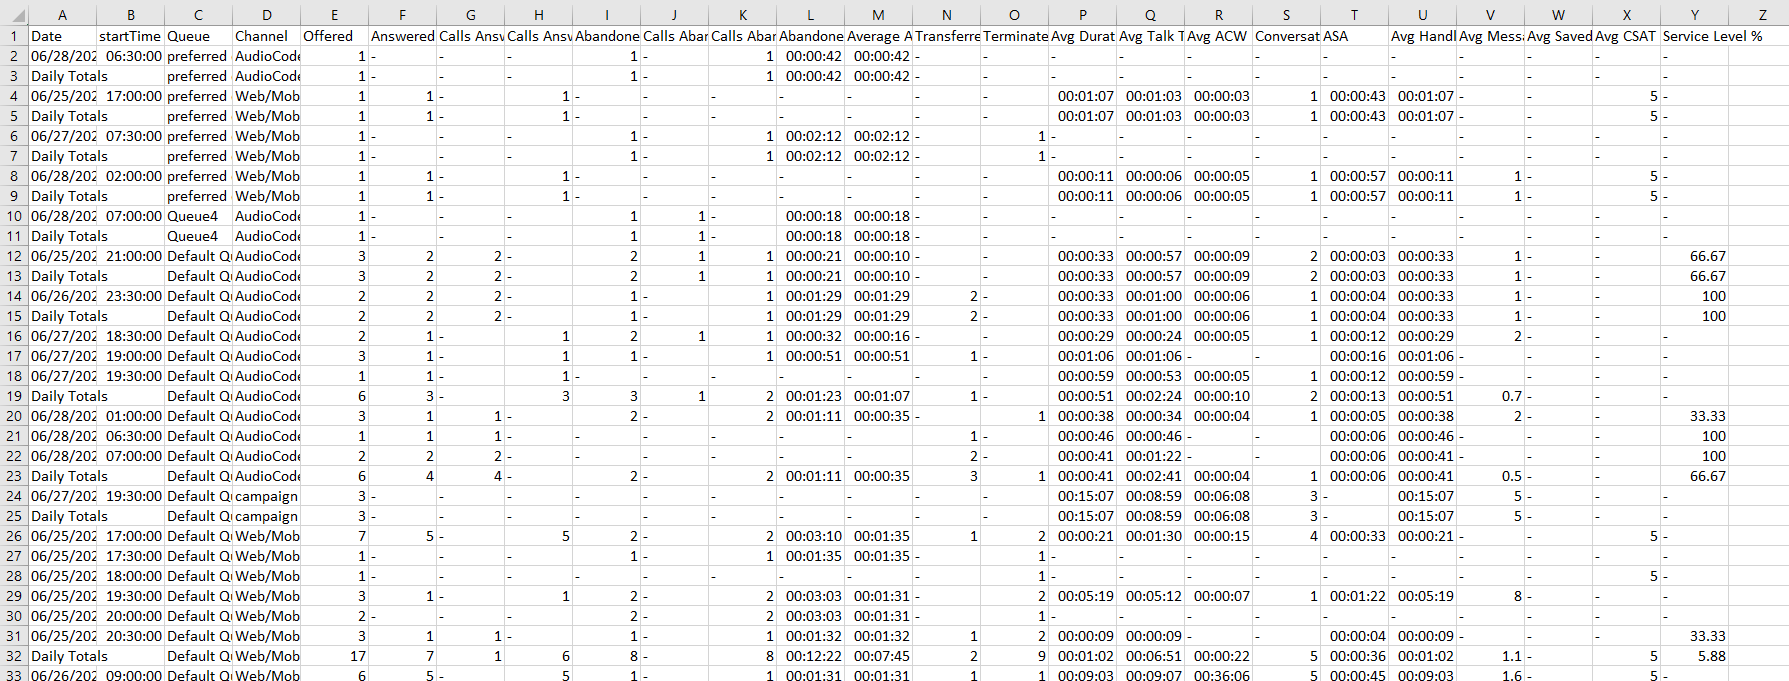 A B C D E F G H I J K L M N O P Q R S T U V W X Y Z
1 Date startTime Queue Channel Offered Answered Calls Answ Calls Answ Abandone Calls Abar Calls Abar Abandone Average A Transferre Terminate Avg Durat Avg Talk T Avg ACW Conversat ASA Avg Handl Avg Mess Avg Saved Avg CSAT Service Level %
2 06/28/202 06:30:00 preferred AudioCode 1 - - - 1 - 1 00:00:42 00:00:42 - - - - - - - - - - - -
3 Daily Totals preferred AudioCode 1 - - - 1 - 1 00:00:42 00:00:42 - - - - - - - - - - - -
4 06/25/202 17:00:00 preferred Web/Mob 1 1 - 1 - - - - - - - 00:01:07 00:01:03 00:00:03 1 00:00:43 00:01:07 - - 5 -
5 Daily Totals preferred Web/Mob 1 1 - 1 - - - - - - - 00:01:07 00:01:03 00:00:03 1 00:00:43 00:01:07 - - 5 -
6 06/27/202 07:30:00 preferred Web/Mob 1 - - - 1 - 1 00:02:12 00:02:12 - 1 - - - - - - - - - -
7 Daily Totals preferred Web/Mob 1 - - - 1 - 1 00:02:12 00:02:12 - 1 - - - - - - - - - -
8 06/28/202 02:00:00 preferred Web/Mob 1 1 - 1 - - - - - - - 00:00:11 00:00:06 00:00:05 1 00:00:57 00:00:11 1 - 5 -
9 Daily Totals preferred Web/Mob 1 1 - 1 - - - - - - - 00:00:11 00:00:06 00:00:05 1 00:00:57 00:00:11 1 - 5 -
10 06/28/202 07:00:00 Queue4 AudioCode 1 - - - 1 1 - 00:00:18 00:00:18 - - - - - - - - - - - -
11 Daily Totals Queue4 AudioCode 1 - - - 1 1 - 00:00:18 00:00:18 - - - - - - - - - - - -
12 06/25/202 21:00:00 Default Q AudioCode 3 2 2 - 2 1 1 00:00:21 00:00:10 - - 00:00:33 00:00:57 00:00:09 2 00:00:03 00:00:33 1 - - 66.67
13 Daily Totals Default Q AudioCode 3 2 2 - 2 1 1 00:00:21 00:00:10 - - 00:00:33 00:00:57 00:00:09 2 00:00:03 00:00:33 1 - - 66.67
14 06/26/202 23:30:00 Default Q AudioCode 2 2 2 - 1 - 1 00:01:29 00:01:29 2 - 00:00:33 00:01:00 00:00:06 1 00:00:04 00:00:33 1 - - 100
15 Daily Totals Default Q AudioCode 2 2 2 - 1 - 1 00:01:29 00:01:29 2 - 00:00:33 00:01:00 00:00:06 1 00:00:04 00:00:33 1 - - 100
16 06/27/202 18:30:00 Default Q AudioCode 2 1 - 1 2 1 1 00:00:32 00:00:16 - - 00:00:29 00:00:24 00:00:05 1 00:00:12 00:00:29 2 - - -
17 06/27/202 19:00:00 Default Q AudioCode 3 1 - 1 1 - 1 00:00:51 00:00:51 1 - 00:01:06 00:01:06 - - 00:00:16 00:01:06 - - - -
18 06/27/202 19:30:00 Default Q AudioCode 1 1 - 1 - - - - - - - 00:00:59 00:00:53 00:00:05 1 00:00:12 00:00:59 - - - -
19 Daily Totals Default Q AudioCode 6 3 - 3 3 1 2 00:01:23 00:01:07 1 - 00:00:51 00:02:24 00:00:10 2 00:00:13 00:00:51 0.7 - - -
20 06/28/202 01:00:00 Default Q AudioCode 3 1 1 - 2 - 2 00:01:11 00:00:35 - 1 00:00:38 00:00:34 00:00:04 1 00:00:05 00:00:38 2 - - 33.33
21 06/28/202 06:30:00 Default Q AudioCode 1 1 1 - - - - - - 1 - 00:00:46 00:00:46 - - 00:00:06 00:00:46 - - - 100
22 06/28/202 07:00:00 Default Q AudioCode 2 2 2 - - - - - - 2 - 00:00:41 00:01:22 - - 00:00:06 00:00:41 - - - 100
23 Daily Totals Default Q AudioCode 6 4 4 - 2 - 2 00:01:11 00:00:35 3 1 00:00:41 00:02:41 00:00:04 1 00:00:06 00:00:41 0.5 - - 66.67
24 06/27/202 19:30:00 Default Q campaign 3 - - - - - - - - - - 00:15:07 00:08:59 00:06:08 3 - 00:15:07 5 - - -
25 Daily Totals Default Q campaign 3 - - - - - - - - - - 00:15:07 00:08:59 00:06:08 3 - 00:15:07 5 - - -
26 06/25/202 17:00:00 Default Q Web/Mob 7 5 - 5 2 - 2 00:03:10 00:01:35 1 2 00:00:21 00:01:30 00:00:15 4 00:00:33 00:00:21 - - 5 -
27 06/25/202 17:30:00 Default Q Web/Mob 1 - - - 1 - 1 00:01:35 00:01:35 - 1 - - - - - - - - - -
28 06/25/202 18:00:00 Default Q Web/Mob 1 - - - - - - - - - 1 - - - - - - - - 5 -
29 06/25/202 19:30:00 Default Q Web/Mob 3 1 - 1 2 - 2 00:03:03 00:01:31 - 2 00:05:19 00:05:12 00:00:07 1 00:01:22 00:05:19 8 - - -
30 06/25/202 20:00:00 Default Q Web/Mob 2 - - - 2 - 2 00:03:03 00:01:31 - 1 - - - - - - - - - -
31 06/25/202 20:30:00 Default Q Web/Mob 3 1 1 - 1 - 1 00:01:32 00:01:32 1 2 00:00:09 00:00:09 - - 00:00:04 00:00:09 - - - 33.33
32 Daily Totals Default Q Web/Mob 17 7 1 6 8 - 8 00:12:22 00:07:45 2 9 00:01:02 00:06:51 00:00:22 5 00:00:36 00:01:02 1.1 - 5 5.88
33 06/26/202 09:00:00 Default Q Web/Mob 6 5 - 5 1 - 1 00:01:31 00:01:31 1 1 00:09:03 00:09:07 36:06 5 00:00:45 00:09:03 1.6 - 5 -